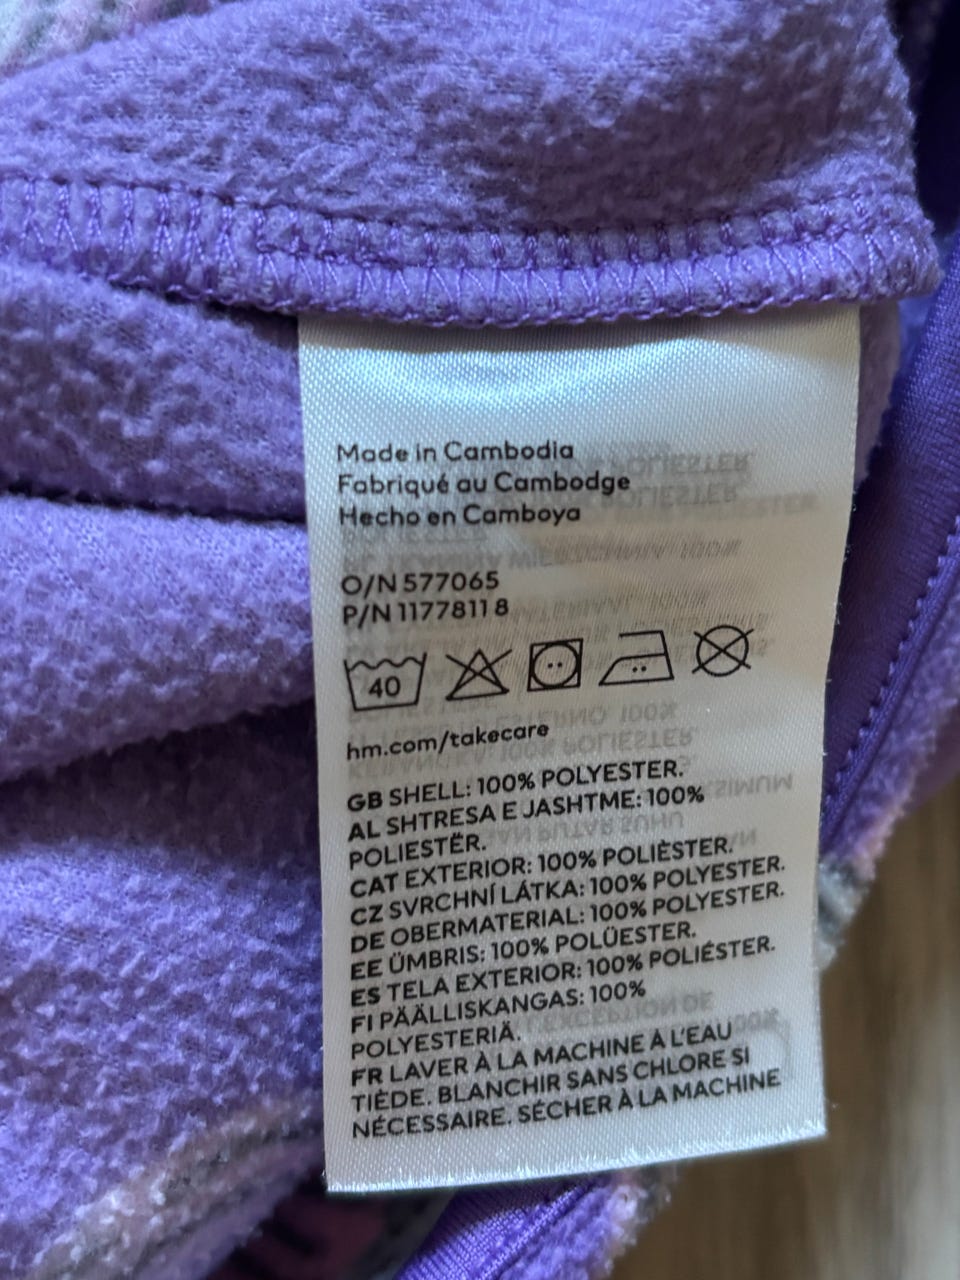 Made in Cambodia
Fabriqué au Cambodge
Hecho en Camboya
O/N 577065
P/N 1177811 8
40
hm.com/takecare
GB SHELL: 100% POLYESTER.
AL SHTRESA E JASHTME: 100%
POLIESTËR.
CAT EXTERIOR: 100% POLIÈSTER.
CZ SVRCHNÍ LÁTKA: 100% POLYESTER.
DE OBERMATERIAL: 100% POLYESTER.
EE ÜMBRIS: 100% POLÜESTER.
ES TELA EXTERIOR: 100% POLIÉSTER.
FI PÄÄLLISKANGAS: 100%
POLYESTERIÄ.
FR LAVER À LA MACHINE À L'EAU
TIÈDE. BLANCHIR SANS CHLORE SI
NÉCESSAIRE. SÉCHER À LA MACHINE